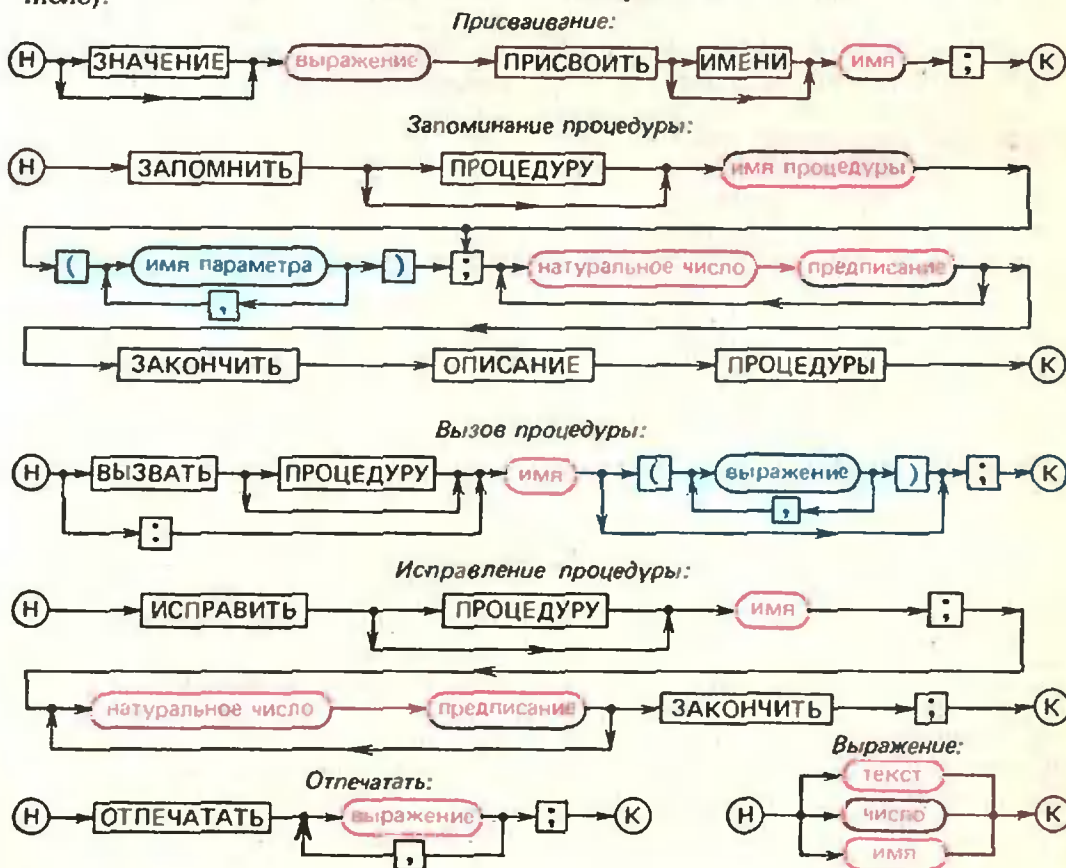 телу).
Присваивание:
Н ЗНАЧЕНИЕ выражение ПРИСВОИТЬ ИМЕНИ имя ; К
Запоминание процедуры:
Н ЗАПОМНИТЬ ПРОЦЕДУРУ имя процедуры
( имя параметра ) ; натуральное число предписание
,
ЗАКОНЧИТЬ ОПИСАНИЕ ПРОЦЕДУРЫ К
Вызов процедуры:
Н ВЫЗВАТЬ ПРОЦЕДУРУ имя ( выражение ) ; К
: ,
Исправление процедуры:
Н ИСПРАВИТЬ ПРОЦЕДУРУ имя ;
натуральное число предписание ЗАКОНЧИТЬ ; К
Отпечатать:
Н ОТПЕЧАТАТЬ выражение ; К
,
Выражение:
текст
Н число К
имя